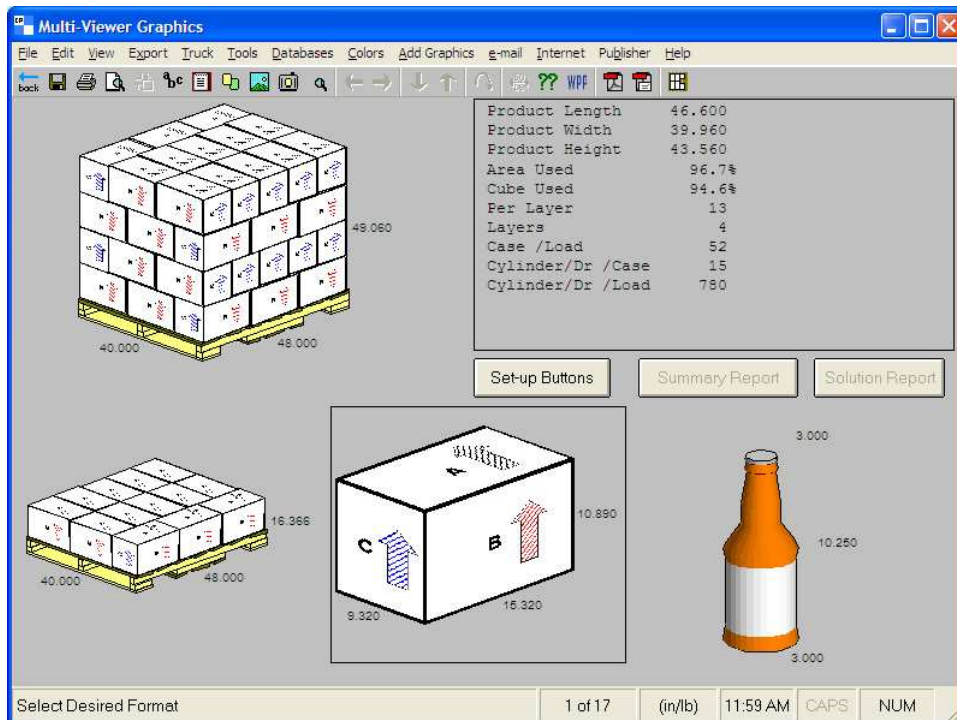 Multi-Viewer Graphics
File Edit View Export Truck Tools Databases Colors Add Graphics e-mail Internet Publisher Help
back abc ?? WPF
Product Length 46.600
Product Width 39.960
Product Height 43.560
Area Used 96.7%
Cube Used 94.6%
Per Layer 13
Layers 4
Case /Load 52
Cylinder/Dr /Case 15
Cylinder/Dr /Load 780
49.060
40.000 48.000
Set-up Buttons Summary Report Solution Report
16.366
40.000 48.000
A
B
C
10.890
9.320 15.320
3.000
10.250
3.000
Select Desired Format 1 of 17 (in/lb) 11:59 AM CAPS NUM